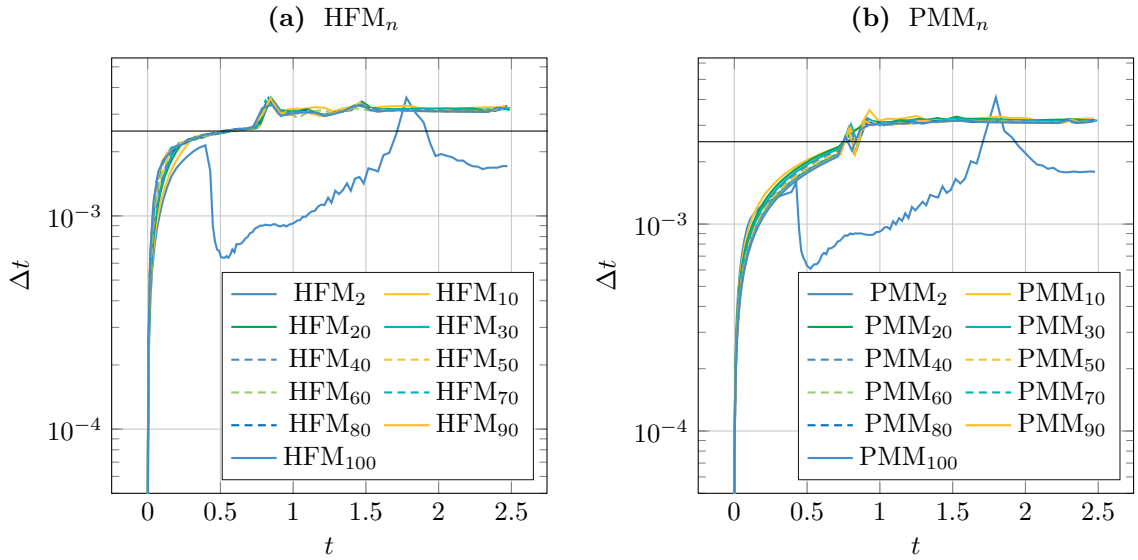 (a) HFMₙ
Δt
10⁻³
10⁻⁴
0 0.5 1 1.5 2 2.5
t
HFM₂ HFM₁₀
HFM₂₀ HFM₃₀
HFM₄₀ HFM₅₀
HFM₆₀ HFM₇₀
HFM₈₀ HFM₉₀
HFM₁₀₀
(b) PMMₙ
Δt
10⁻³
10⁻⁴
0 0.5 1 1.5 2 2.5
t
PMM₂ PMM₁₀
PMM₂₀ PMM₃₀
PMM₄₀ PMM₅₀
PMM₆₀ PMM₇₀
PMM₈₀ PMM₉₀
PMM₁₀₀